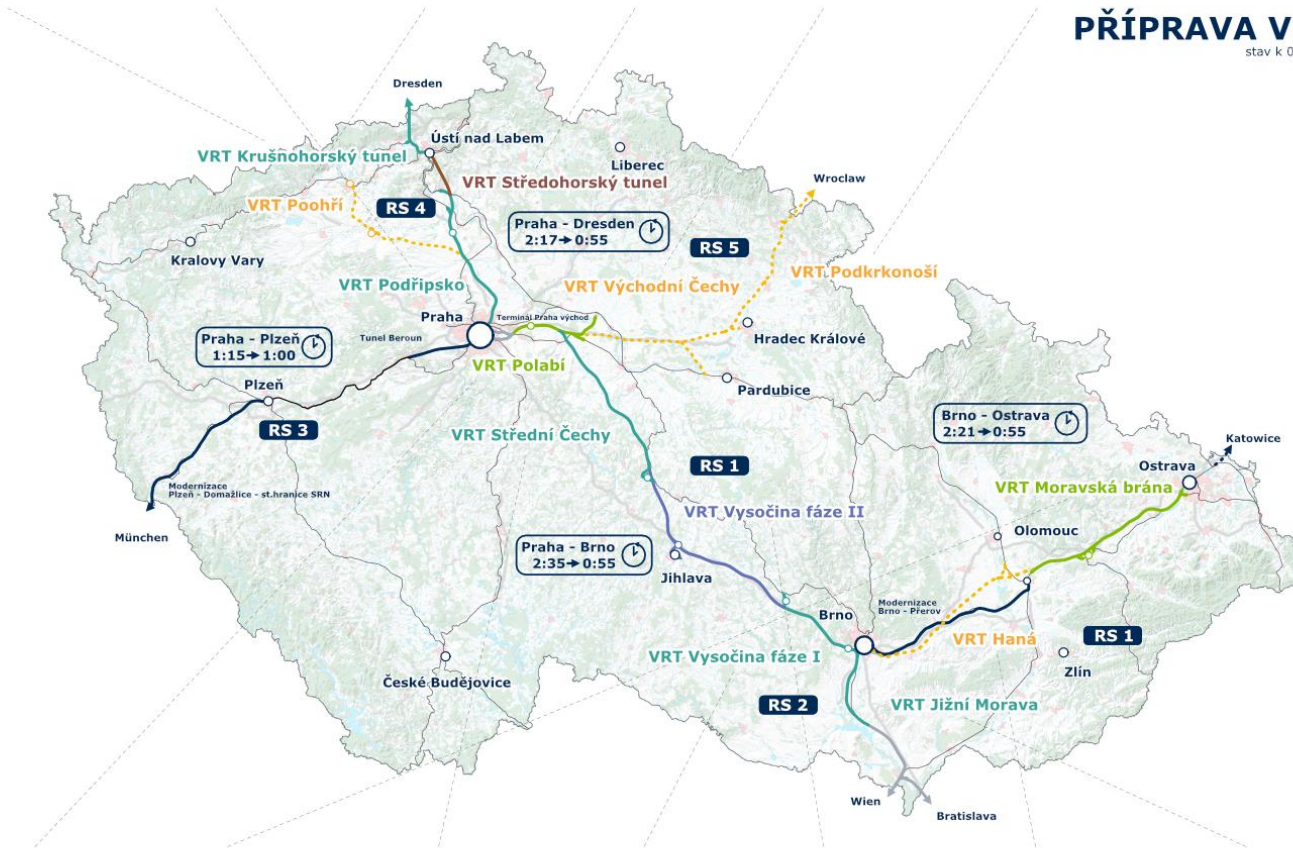 PŘÍPRAVA V
stav k 0
Dresden
Ústí nad Labem
VRT Krušnohorský tunel
Liberec
VRT Středohorský tunel
Wroclaw
VRT Poohří
RS 4
Praha - Dresden
2:17→0:55
RS 5
Kralovy Vary
VRT Podkrkonoší
VRT Podřipsko
VRT Východní Čechy
Praha
Terminál Praha východ
Praha - Plzeň
1:15→1:00
Tunel Beroun
Hradec Králové
VRT Polabí
Plzeň
Pardubice
RS 3
VRT Střední Čechy
Brno - Ostrava
2:21→0:55
Katowice
RS 1
Ostrava
Modernizace
Plzeň - Domažlice - st.hranice SRN
VRT Moravská brána
VRT Vysočina fáze II
München
Olomouc
Praha - Brno
2:35→0:55
Jihlava
Modernizace
Brno - Přerov
Brno
VRT Haná
RS 1
VRT Vysočina fáze I
Zlín
České Budějovice
RS 2
VRT Jižní Morava
Wien
Bratislava